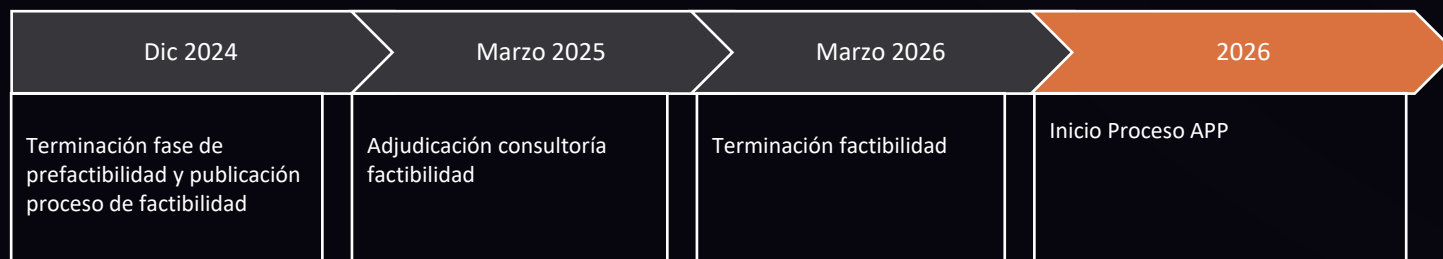 Dic 2024
Marzo 2025
Marzo 2026
2026
Terminación fase de
prefactibilidad y publicación
proceso de factibilidad
Adjudicación consultoría
factibilidad
Terminación factibilidad
Inicio Proceso APP